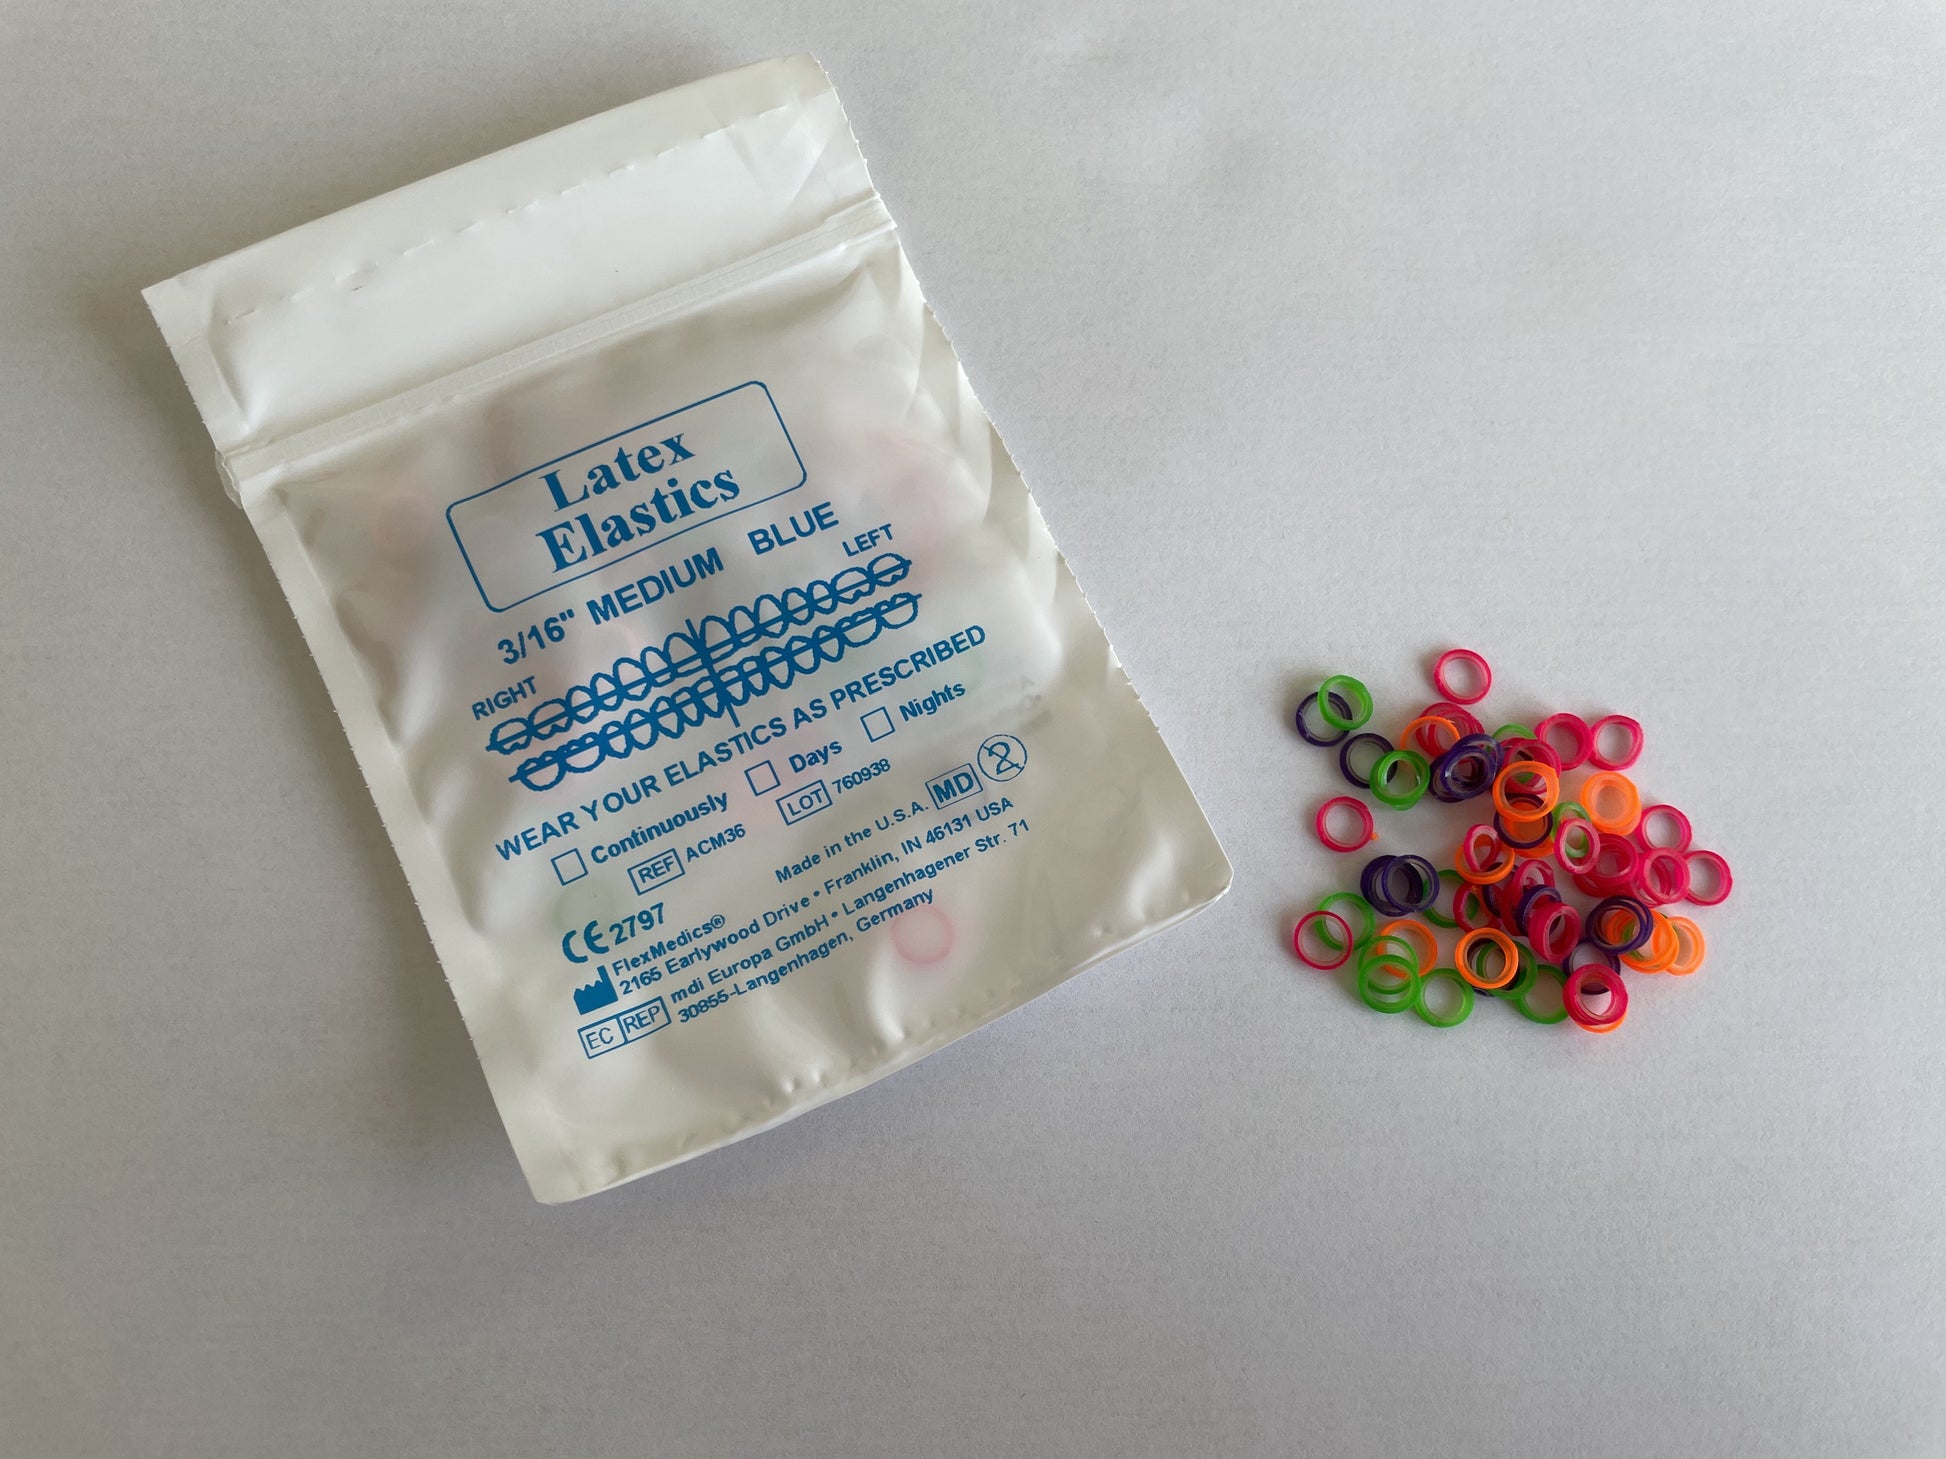 Latex
Elastics
3/16" MEDIUM BLUE
LEFT
RIGHT
WEAR YOUR ELASTICS AS PRESCRIBED
Continuously Days Nights
REF ACM36 LOT 760938
Made in the U.S.A. MD 2
CE 2797
FlexMedics®
2165 Earlywood Drive • Franklin, IN 46131 USA
EC REP mdi Europa GmbH • Langenhagener Str. 71
30855-Langenhagen, Germany